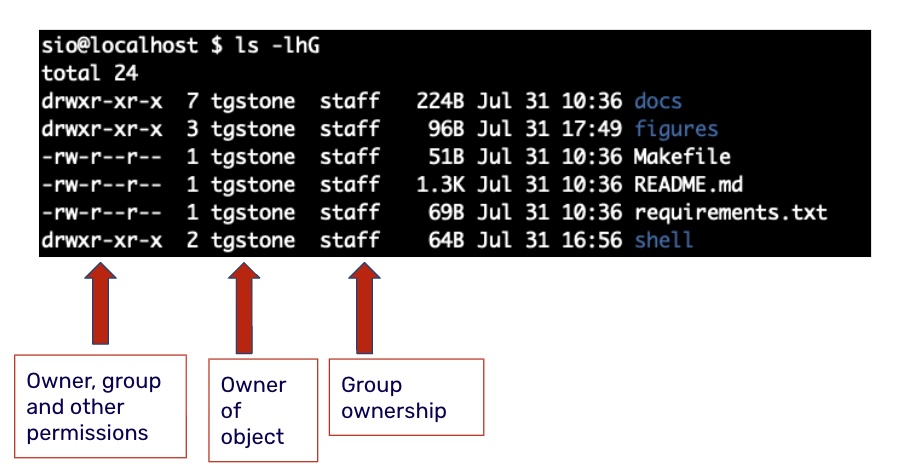 sio@localhost $ ls -lhG
total 24
drwxr-xr-x  7 tgstone  staff   224B Jul 31 10:36 docs
drwxr-xr-x  3 tgstone  staff    96B Jul 31 17:49 figures
-rw-r--r--  1 tgstone  staff    51B Jul 31 10:36 Makefile
-rw-r--r--  1 tgstone  staff   1.3K Jul 31 10:36 README.md
-rw-r--r--  1 tgstone  staff    69B Jul 31 10:36 requirements.txt
drwxr-xr-x  2 tgstone  staff    64B Jul 31 16:56 shell
Owner, group
and other
permissions
Owner
of
object
Group
ownership